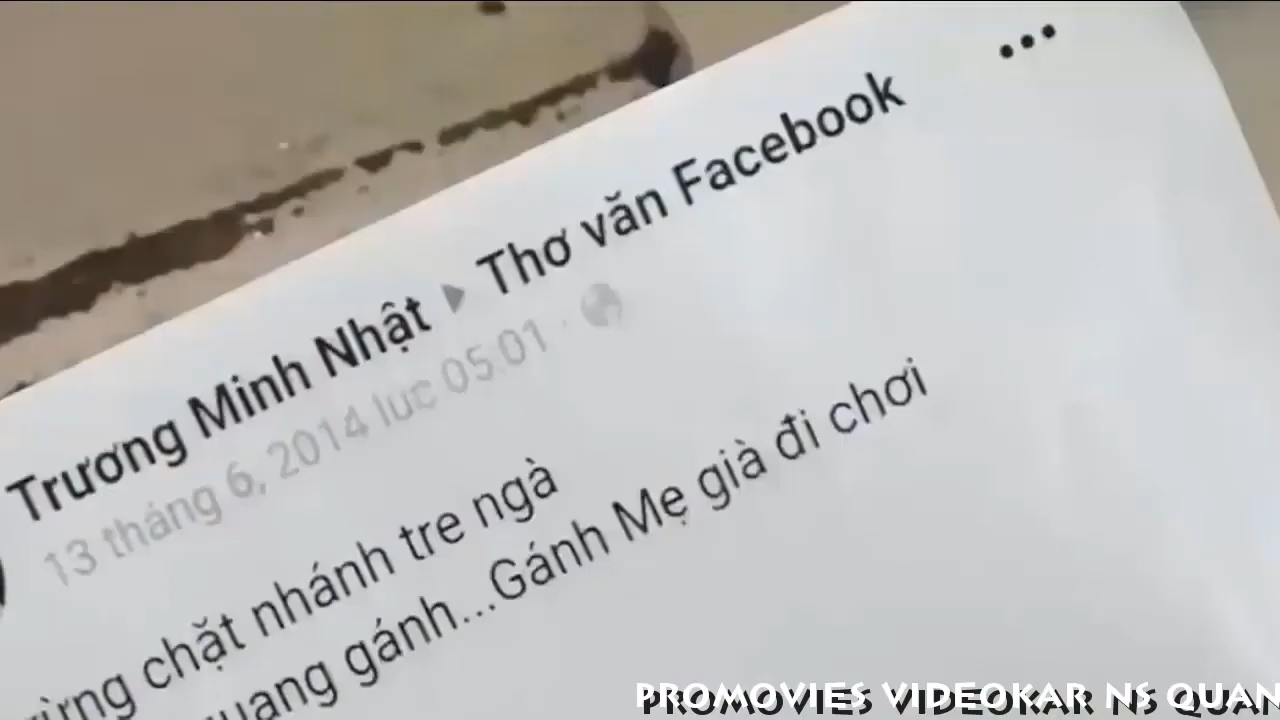 ...
Trương Minh Nhật ▸ Thơ văn Facebook
13 tháng 6, 2014 lúc 05:01 ·
chặt nhánh tre ngà
gánh...Gánh Mẹ già đi chơi
PROMOVIES VIDEOKAR NS QUAN